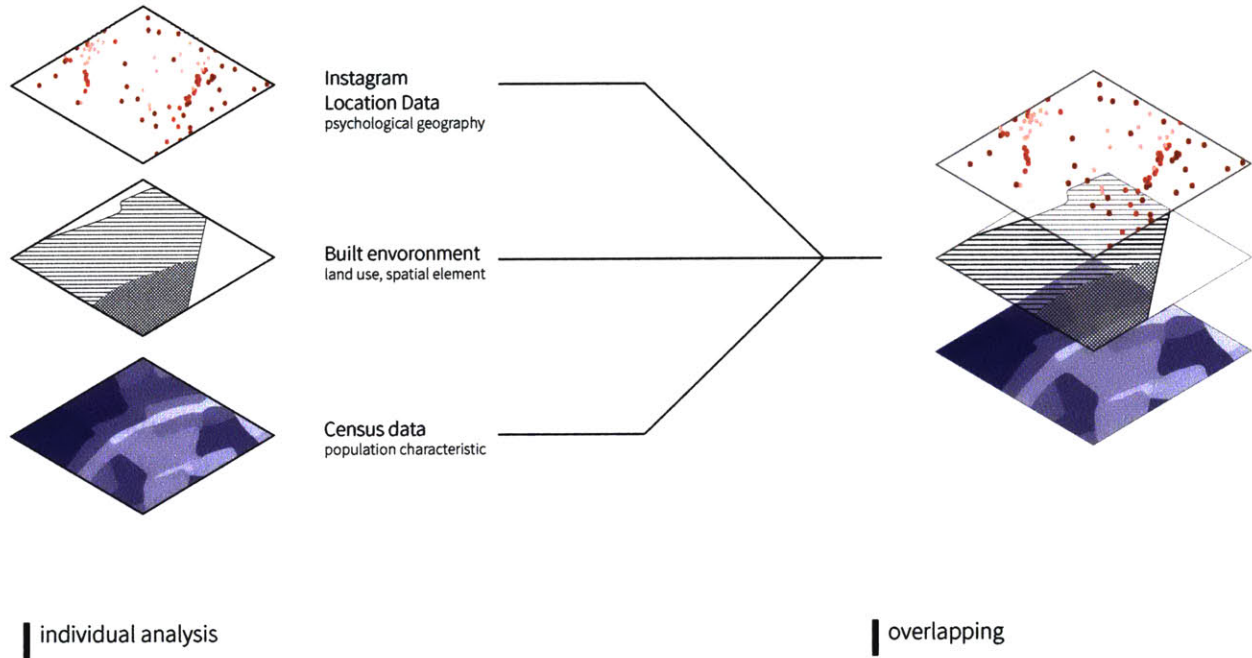 Instagram
Location Data
psychological geography
Built envoronment
land use, spatial element
Census data
population characteristic
individual analysis
overlapping